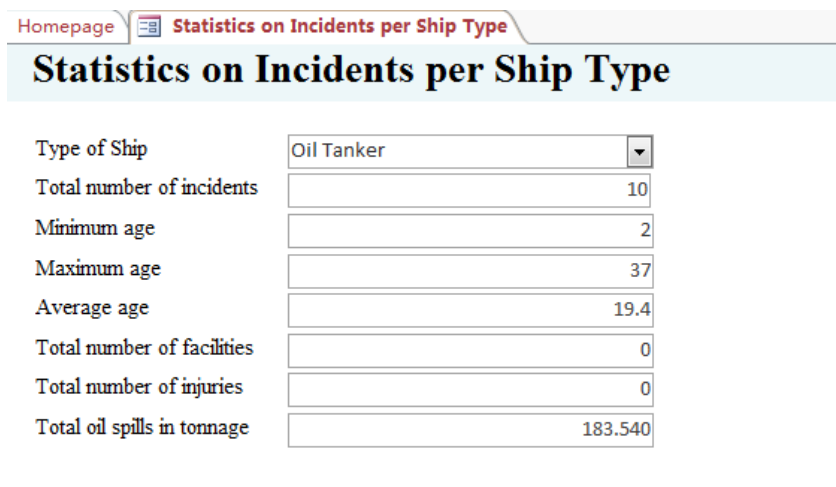 Homepage Statistics on Incidents per Ship Type
Statistics on Incidents per Ship Type
Type of Ship Oil Tanker
Total number of incidents 10
Minimum age 2
Maximum age 37
Average age 19.4
Total number of facilities 0
Total number of injuries 0
Total oil spills in tonnage 183.540